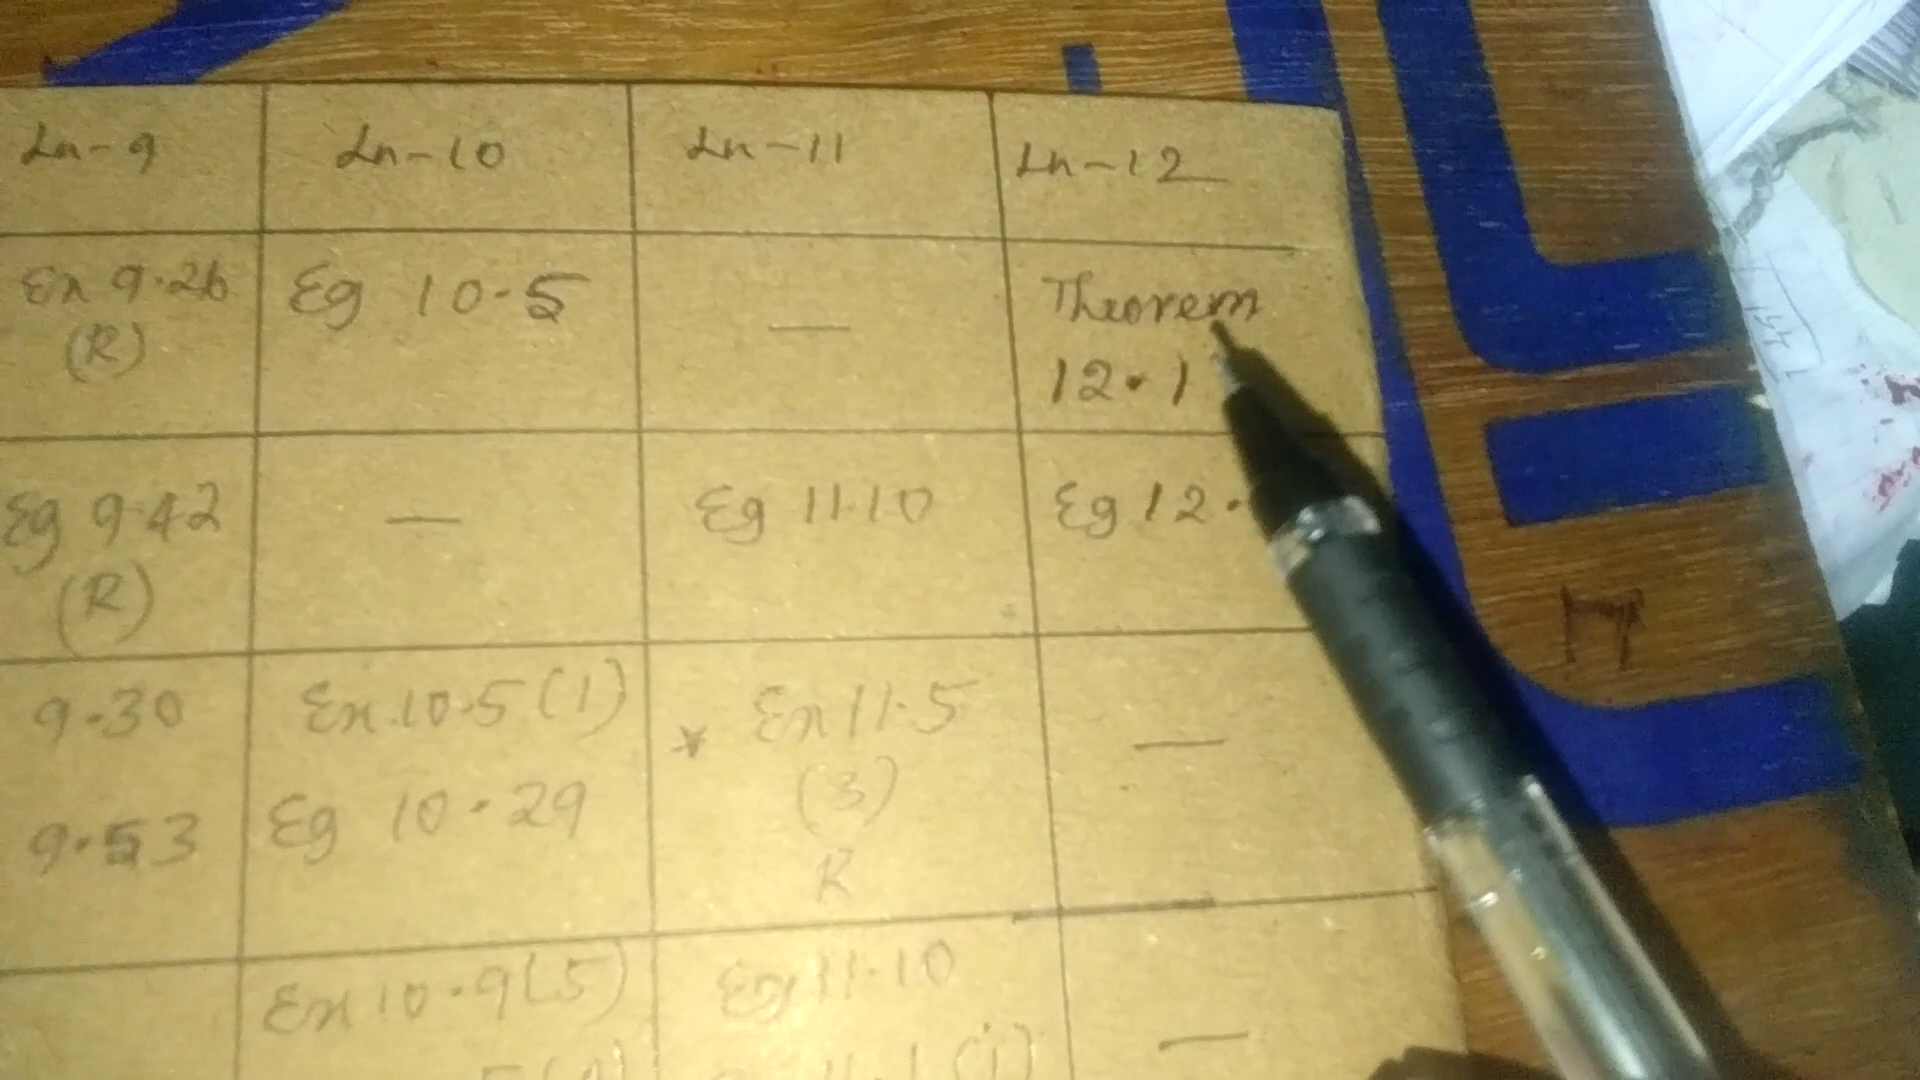 Ln-9 Ln-10 Ln-11 Ln-12
Ex 9.26 Eg 10.5 — Theorem
(R) 12.1
Eg 9.42 — Eg 11.10 Eg 12.
(R)
9.30 Ex 10.5(1) * Ex 11.5 —
9.53 Eg 10.29 (3)
R
Ex 10.9(5) Eg 11.10 —